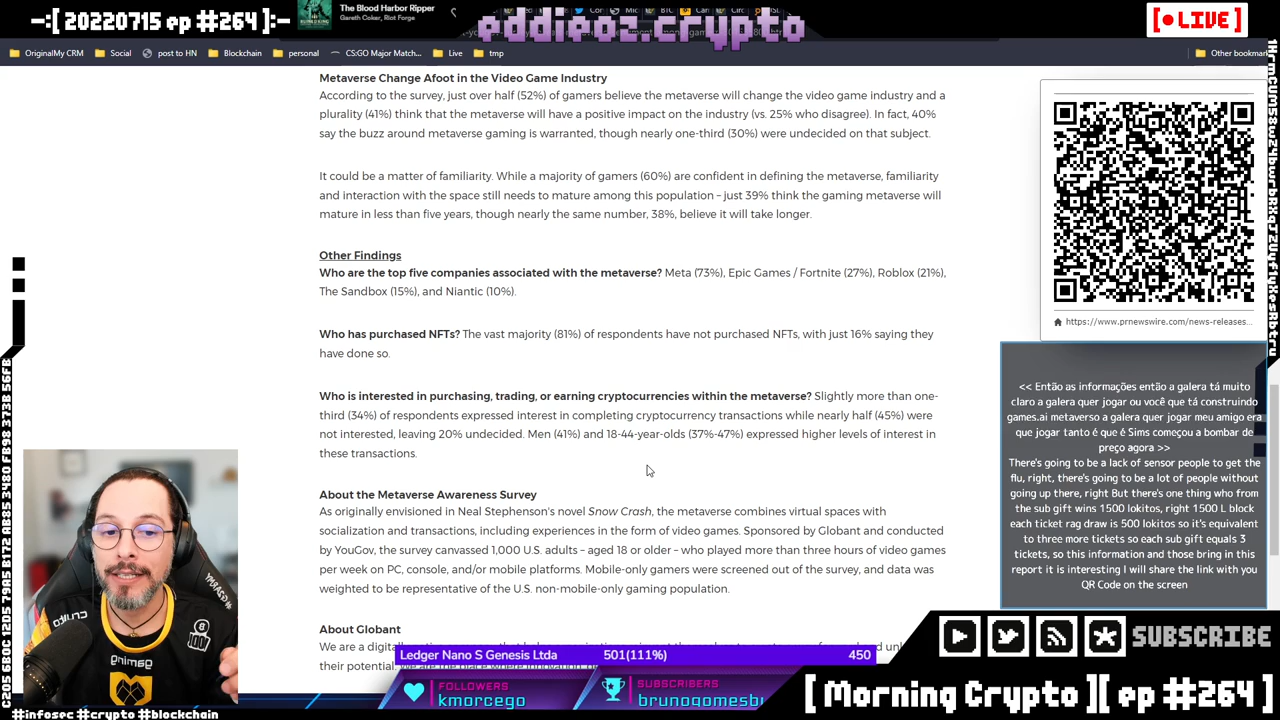 -:[ 20220715 ep #264 ]:-
The Blood Harbor Ripper
Gareth Coker, Riot Forge
eddieoz.crypto
[ LIVE ]
OriginalMy CRM
Social
post to HN
Blockchain
personal
CS:GO Major Match...
Live
tmp
Other bookmar
Metaverse Change Afoot in the Video Game Industry
According to the survey, just over half (52%) of gamers believe the metaverse will change the video game industry and a
plurality (41%) think that the metaverse will have a positive impact on the industry (vs. 25% who disagree). In fact, 40%
say the buzz around metaverse gaming is warranted, though nearly one-third (30%) were undecided on that subject.
It could be a matter of familiarity. While a majority of gamers (60%) are confident in defining the metaverse, familiarity
and interaction with the space still needs to mature among this population – just 39% think the gaming metaverse will
mature in less than five years, though nearly the same number, 38%, believe it will take longer.
Other Findings
Who are the top five companies associated with the metaverse? Meta (73%), Epic Games / Fortnite (27%), Roblox (21%),
The Sandbox (15%), and Niantic (10%).
Who has purchased NFTs? The vast majority (81%) of respondents have not purchased NFTs, with just 16% saying they
have done so.
Who is interested in purchasing, trading, or earning cryptocurrencies within the metaverse? Slightly more than one-
third (34%) of respondents expressed interest in completing cryptocurrency transactions while nearly half (45%) were
not interested, leaving 20% undecided. Men (41%) and 18-44-year-olds (37%-47%) expressed higher levels of interest in
these transactions.
About the Metaverse Awareness Survey
As originally envisioned in Neal Stephenson's novel Snow Crash, the metaverse combines virtual spaces with
socialization and transactions, including experiences in the form of video games. Sponsored by Globant and conducted
by YouGov, the survey canvassed 1,000 U.S. adults – aged 18 or older – who played more than three hours of video games
per week on PC, console, and/or mobile platforms. Mobile-only gamers were screened out of the survey, and data was
weighted to be representative of the U.S. non-mobile-only gaming population.
About Globant
We are a
their potential.
https://www.prnewswire.com/news-releases...
<< Então as informações então a galera tá muito
claro a galera quer jogar ou você que tá construindo
games.ai metaverso a galera quer jogar meu amigo era
que jogar tanto é que é Sims começou a bombar de
preço agora >>
There's going to be a lack of sensor people to get the
flu, right, there's going to be a lot of people without
going up there, right But there's one thing who from
the sub gift wins 1500 lokitos, right 1500 L block
each ticket rag draw is 500 lokitos so it's equivalent
to three more tickets so each sub gift equals 3
tickets, so this information and those bring in this
report it is interesting I will share the link with you
QR Code on the screen
SUBSCRIBE
Ledger Nano S Genesis Ltda 501(111%) 450
FOLLOWERS
kmorcego
SUBSCRIBERS
brunogomesbu
[ Morning Crypto ][ ep #264 ]
#infosec #crypto #blockchain